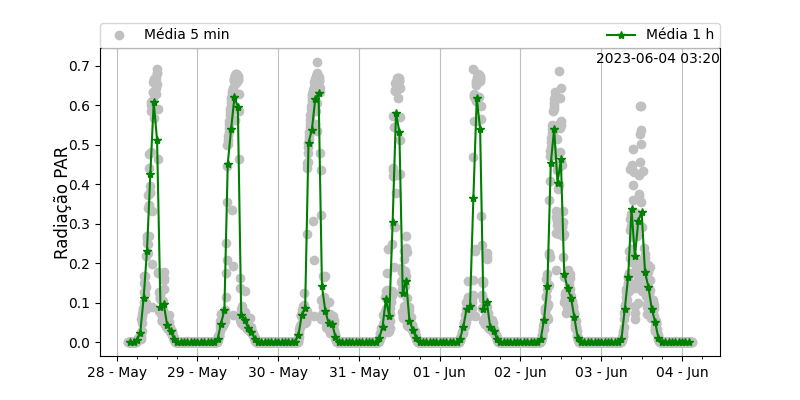 Média 5 min
Média 1 h
2023-06-04 03:20
Radiação PAR
0.7
0.6
0.5
0.4
0.3
0.2
0.1
0.0
28 - May
29 - May
30 - May
31 - May
01 - Jun
02 - Jun
03 - Jun
04 - Jun